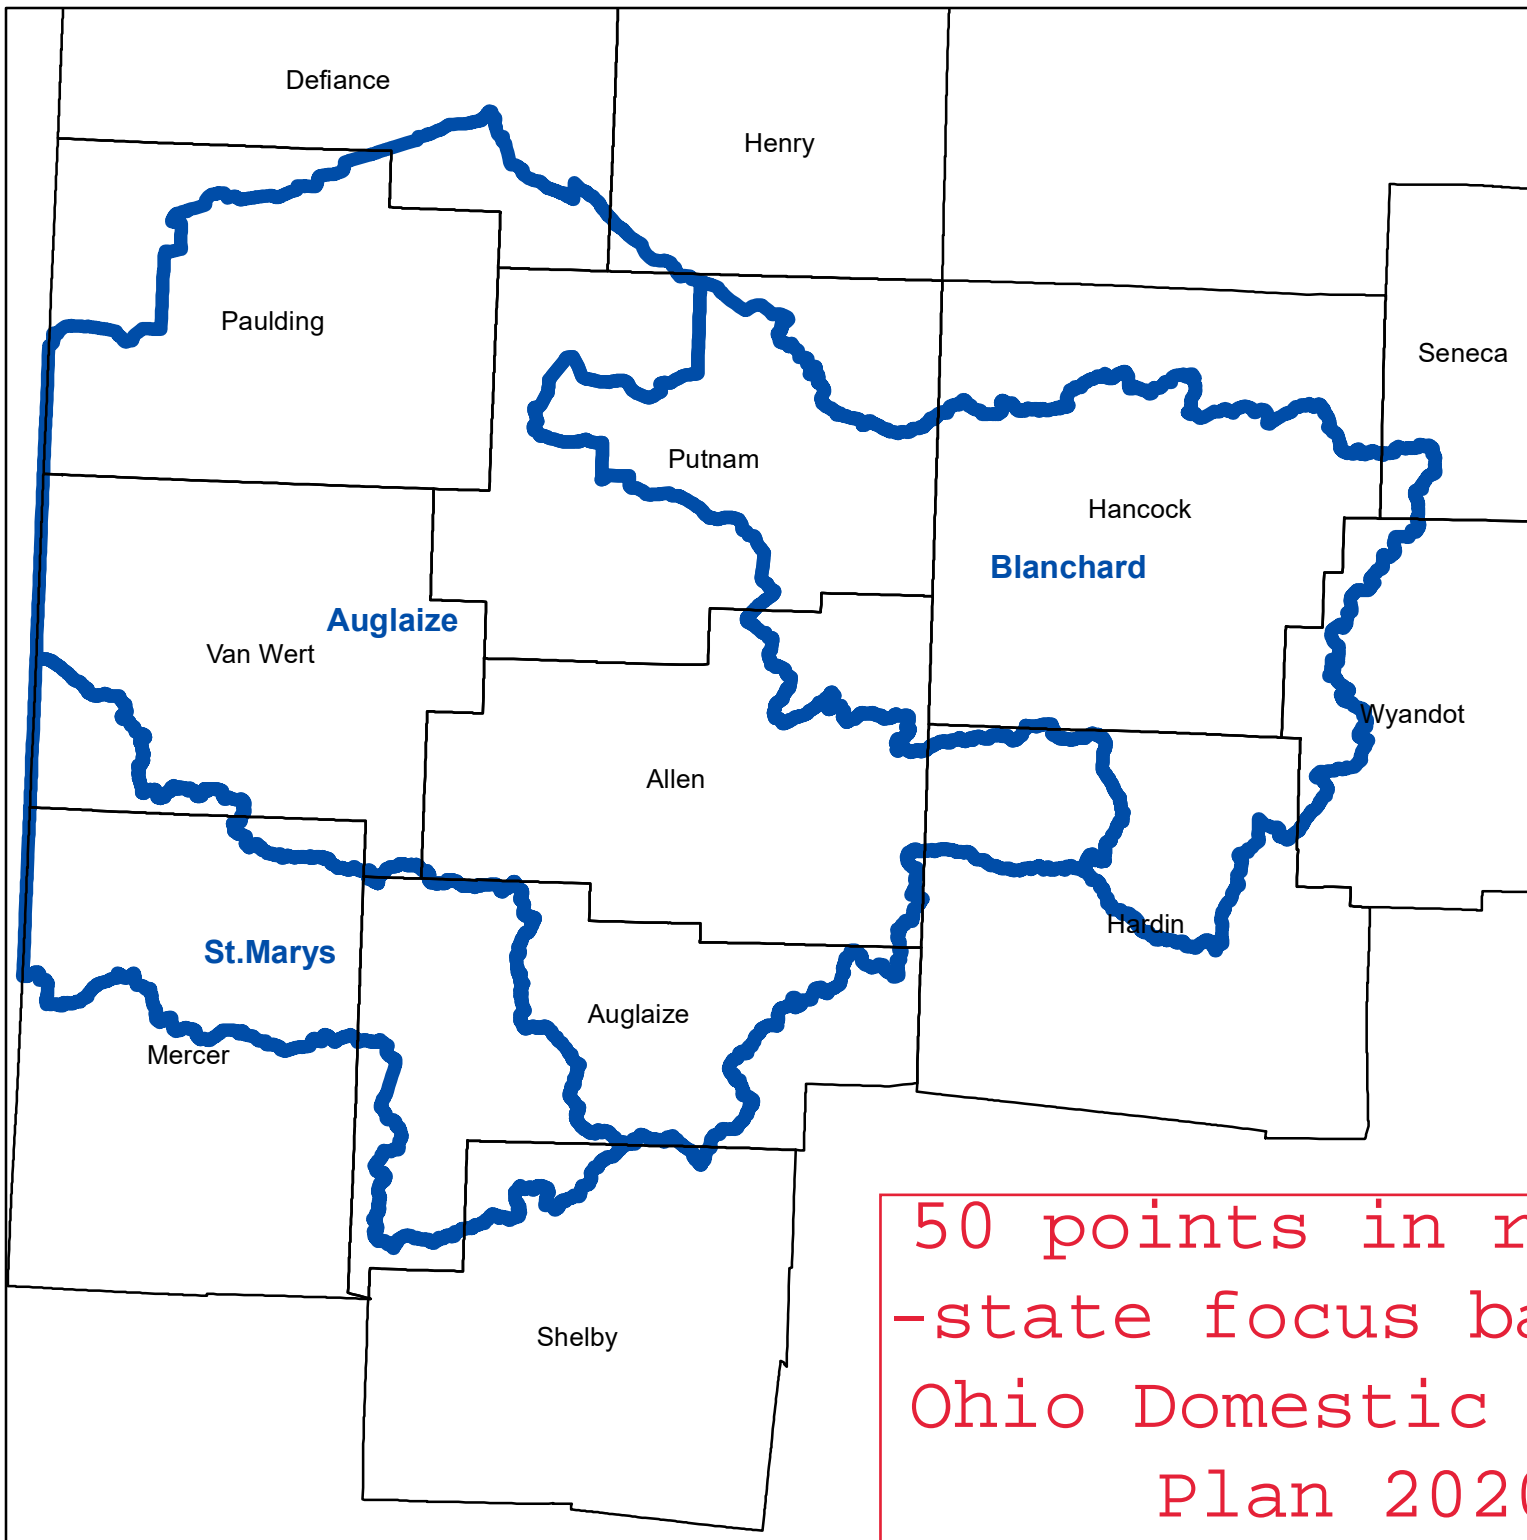 Defiance
Henry
Paulding
Seneca
Putnam
Hancock
Blanchard
Auglaize
Van Wert
Wyandot
Allen
Hardin
St.Marys
Auglaize
Mercer
50 points in
-state focus
Ohio Domestic
Plan 2020
Shelby